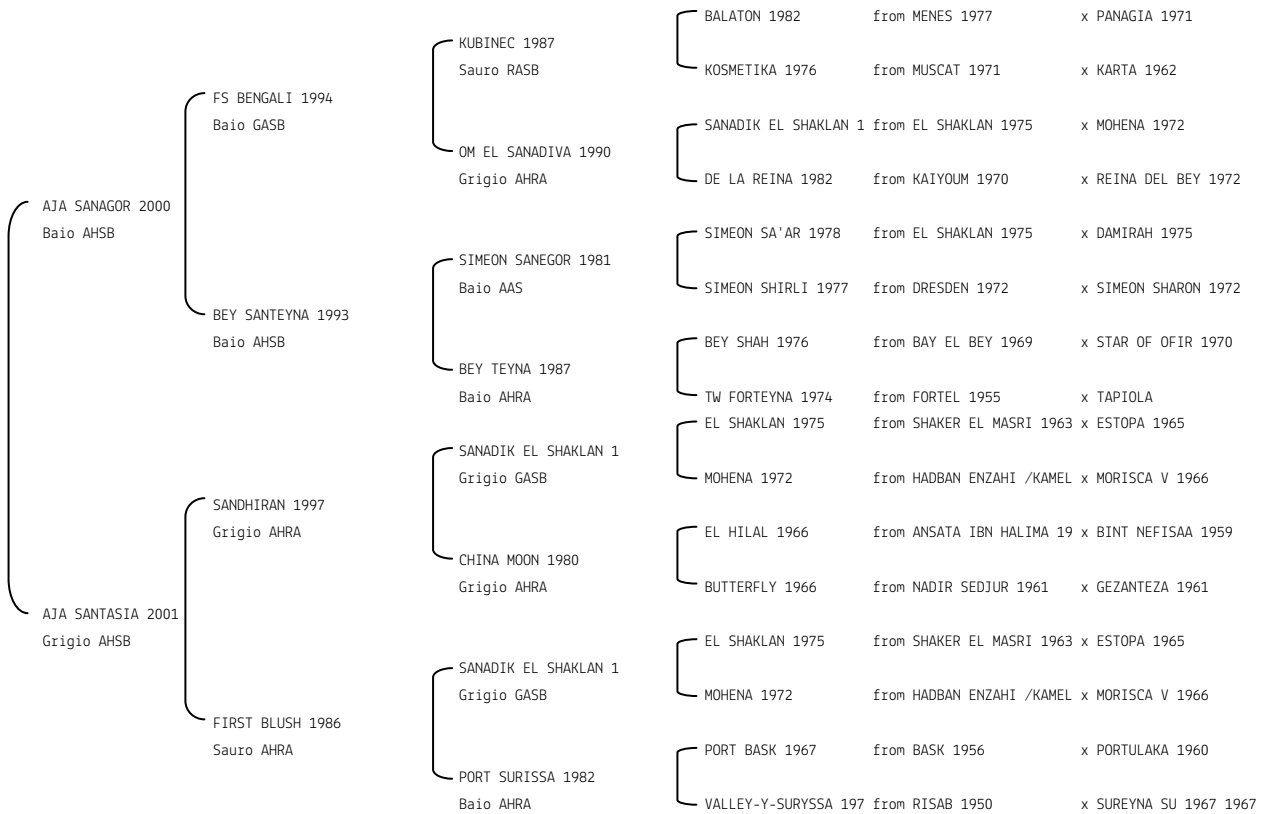 BALATON 1982 from MENES 1977 x PANAGIA 1971
KUBINEC 1987
Sauro RASB
KOSMETIKA 1976 from MUSCAT 1971 x KARTA 1962
FS BENGALI 1994
Baio GASB
SANADIK EL SHAKLAN 1 from EL SHAKLAN 1975 x MOHENA 1972
OM EL SANADIVA 1990
Grigio AHRA
DE LA REINA 1982 from KAIYOUM 1970 x REINA DEL BEY 1972
AJA SANAGOR 2000
Baio AHSB
SIMEON SA'AR 1978 from EL SHAKLAN 1975 x DAMIRAH 1975
SIMEON SANEGOR 1981
Baio AAS
SIMEON SHIRLI 1977 from DRESDEN 1972 x SIMEON SHARON 1972
BEY SANTEYNA 1993
Baio AHSB
BEY SHAH 1976 from BAY EL BEY 1969 x STAR OF OFIR 1970
BEY TEYNA 1987
Baio AHRA
TW FORTEYNA 1974 from FORTEL 1955 x TAPIOLA
EL SHAKLAN 1975 from SHAKER EL MASRI 1963 x ESTOPA 1965
SANADIK EL SHAKLAN 1
Grigio GASB
MOHENA 1972 from HADBAN ENZAHI /KAMEL x MORISCA V 1966
SANDHIRAN 1997
Grigio AHRA
EL HILAL 1966 from ANSATA IBN HALIMA 19 x BINT NEFISAA 1959
CHINA MOON 1980
Grigio AHRA
BUTTERFLY 1966 from NADIR SEDJUR 1961 x GEZANTEZA 1961
AJA SANTASIA 2001
Grigio AHSB
EL SHAKLAN 1975 from SHAKER EL MASRI 1963 x ESTOPA 1965
SANADIK EL SHAKLAN 1
Grigio GASB
MOHENA 1972 from HADBAN ENZAHI /KAMEL x MORISCA V 1966
FIRST BLUSH 1986
Sauro AHRA
PORT BASK 1967 from BASK 1956 x PORTULAKA 1960
PORT SURISSA 1982
Baio AHRA
VALLEY-Y-SURYSSA 197 from RISAB 1950 x SUREYNA SU 1967 1967